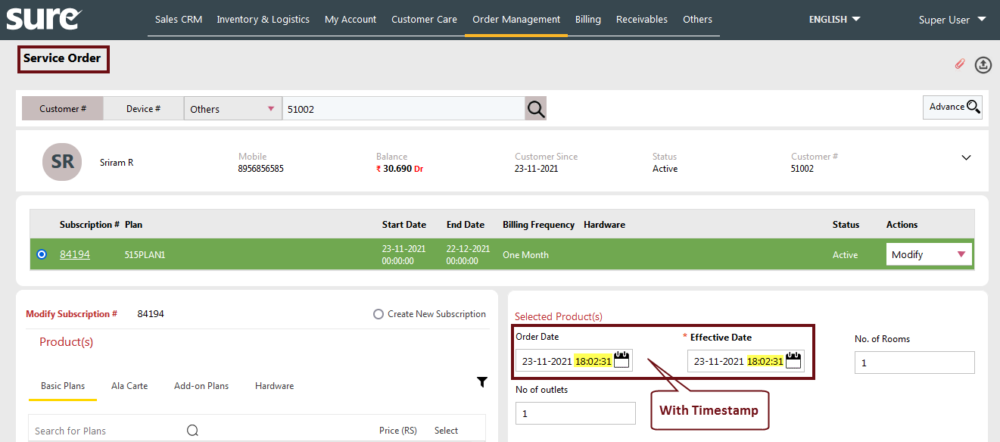 sure
Sales CRM Inventory & Logistics My Account Customer Care Order Management Billing Receivables Others ENGLISH Super User
Service Order
Customer # Device # Others 51002 Advance
SR Sriram R
Mobile Balance Customer Since Status Customer #
8956856585 ₹ 30.690 Dr 23-11-2021 Active 51002
Subscription # Plan Start Date End Date Billing Frequency Hardware Status Actions
84194 515PLAN1 23-11-2021 22-12-2021 One Month Active Modify
00:00:00 00:00:00
Modify Subscription # 84194 Create New Subscription
Product(s)
Basic Plans Ala Carte Add-on Plans Hardware
Search for Plans Price (RS) Select
Selected Product(s)
Order Date * Effective Date No. of Rooms
23-11-2021 18:02:31 23-11-2021 18:02:31 1
No of outlets
1
With Timestamp